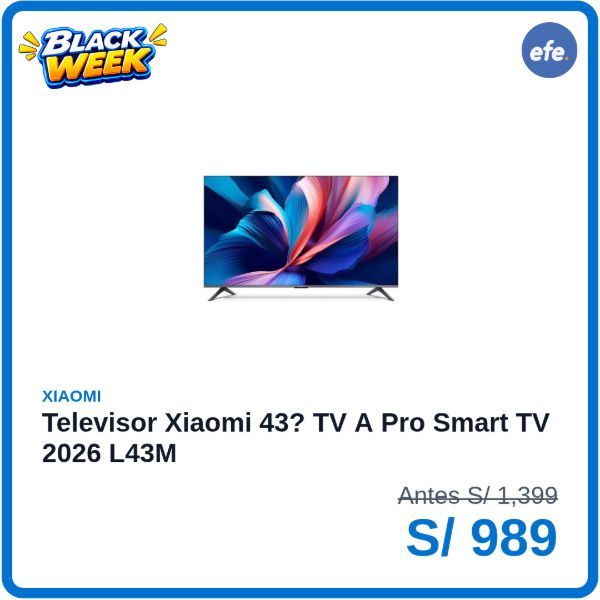 BLACK
WEEK
efe.
XIAOMI
Televisor Xiaomi 43? TV A Pro Smart TV
2026 L43M
Antes S/ 1,399
S/ 989